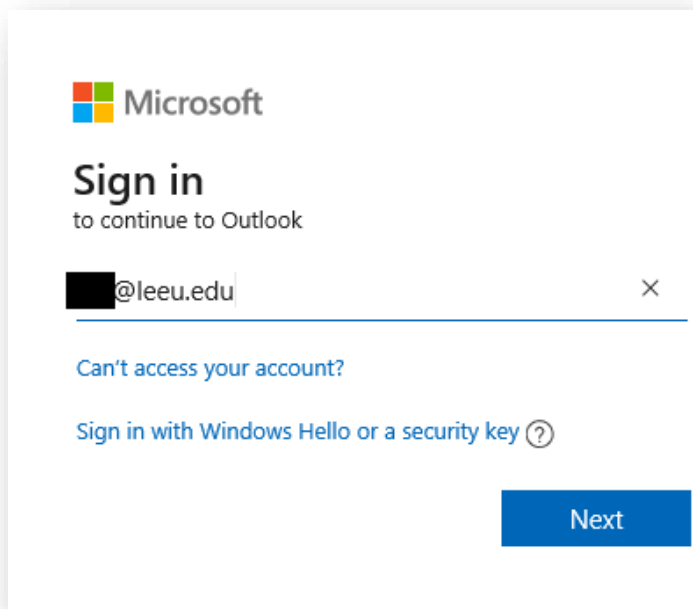 Microsoft
Sign in
to continue to Outlook
@leeu.edu
Can't access your account?
Sign in with Windows Hello or a security key ?
Next